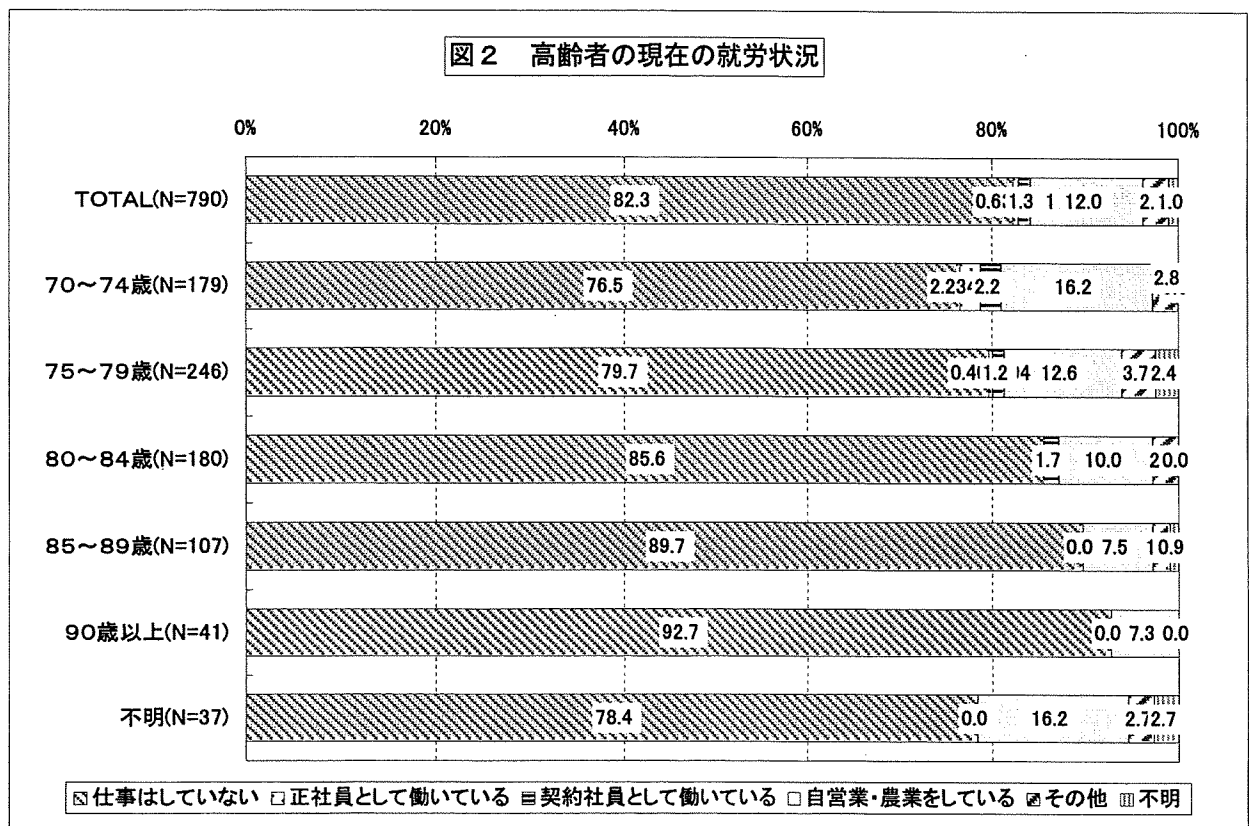 図２　高齢者の現在の就労状況
0% 20% 40% 60% 80% 100%
TOTAL(N=790) 82.3 1.3 12.0 1.0
70～74歳(N=179) 76.5 2.2 16.2 2.8
75～79歳(N=246) 79.7 1.2 12.6 3.7 2.4
80～84歳(N=180) 85.6 1.7 10.0 0.0
85～89歳(N=107) 89.7 0.0 7.5 0.9
90歳以上(N=41) 92.7 0.0 7.3 0.0
不明(N=37) 78.4 0.0 16.2 2.7
仕事はしていない 正社員として働いている 契約社員として働いている 自営業・農業をしている その他 不明